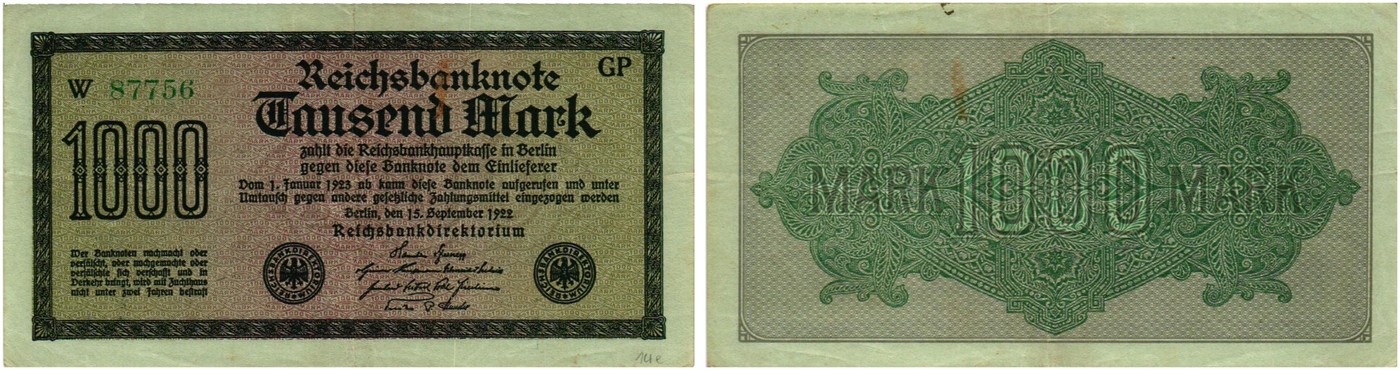 W 87756
GP
Reichsbanknote
Tausend Mark
1000
zahlt die Reichsbankhauptkasse in Berlin
gegen diese Banknote dem Einlieferer
Vom 1. Januar 1923 ab kann diese Banknote aufgerufen und unter
Umtausch gegen andere gesetzliche Zahlungsmittel eingezogen werden
Berlin, den 15. September 1922
Reichsbankdirektorium
Wer Banknoten nachmacht oder
verfälscht, oder nachgemachte oder
verfälschte sich verschafft und in
Verkehr bringt, wird mit Zuchthaus
nicht unter zwei Jahren bestraft
REICHSBANKDIREKTORIUM
REICHSBANKDIREKTORIUM
14e
MARK 1000 MARK